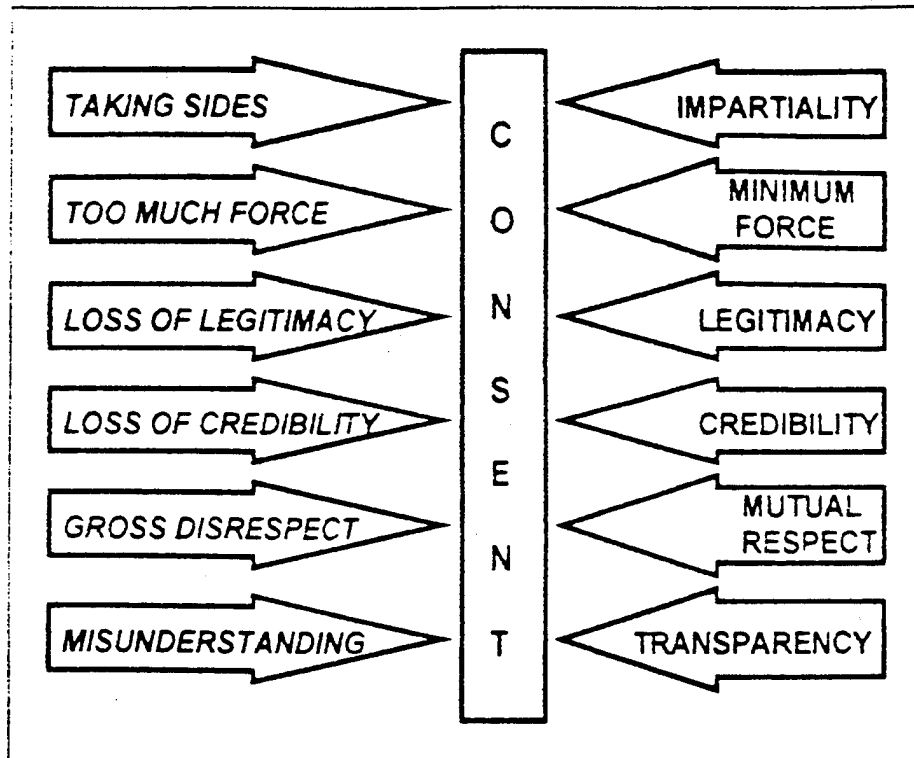 TAKING SIDES
TOO MUCH FORCE
LOSS OF LEGITIMACY
LOSS OF CREDIBILITY
GROSS DISRESPECT
MISUNDERSTANDING
C
O
N
S
E
N
T
IMPARTIALITY
MINIMUM
FORCE
LEGITIMACY
CREDIBILITY
MUTUAL
RESPECT
TRANSPARENCY